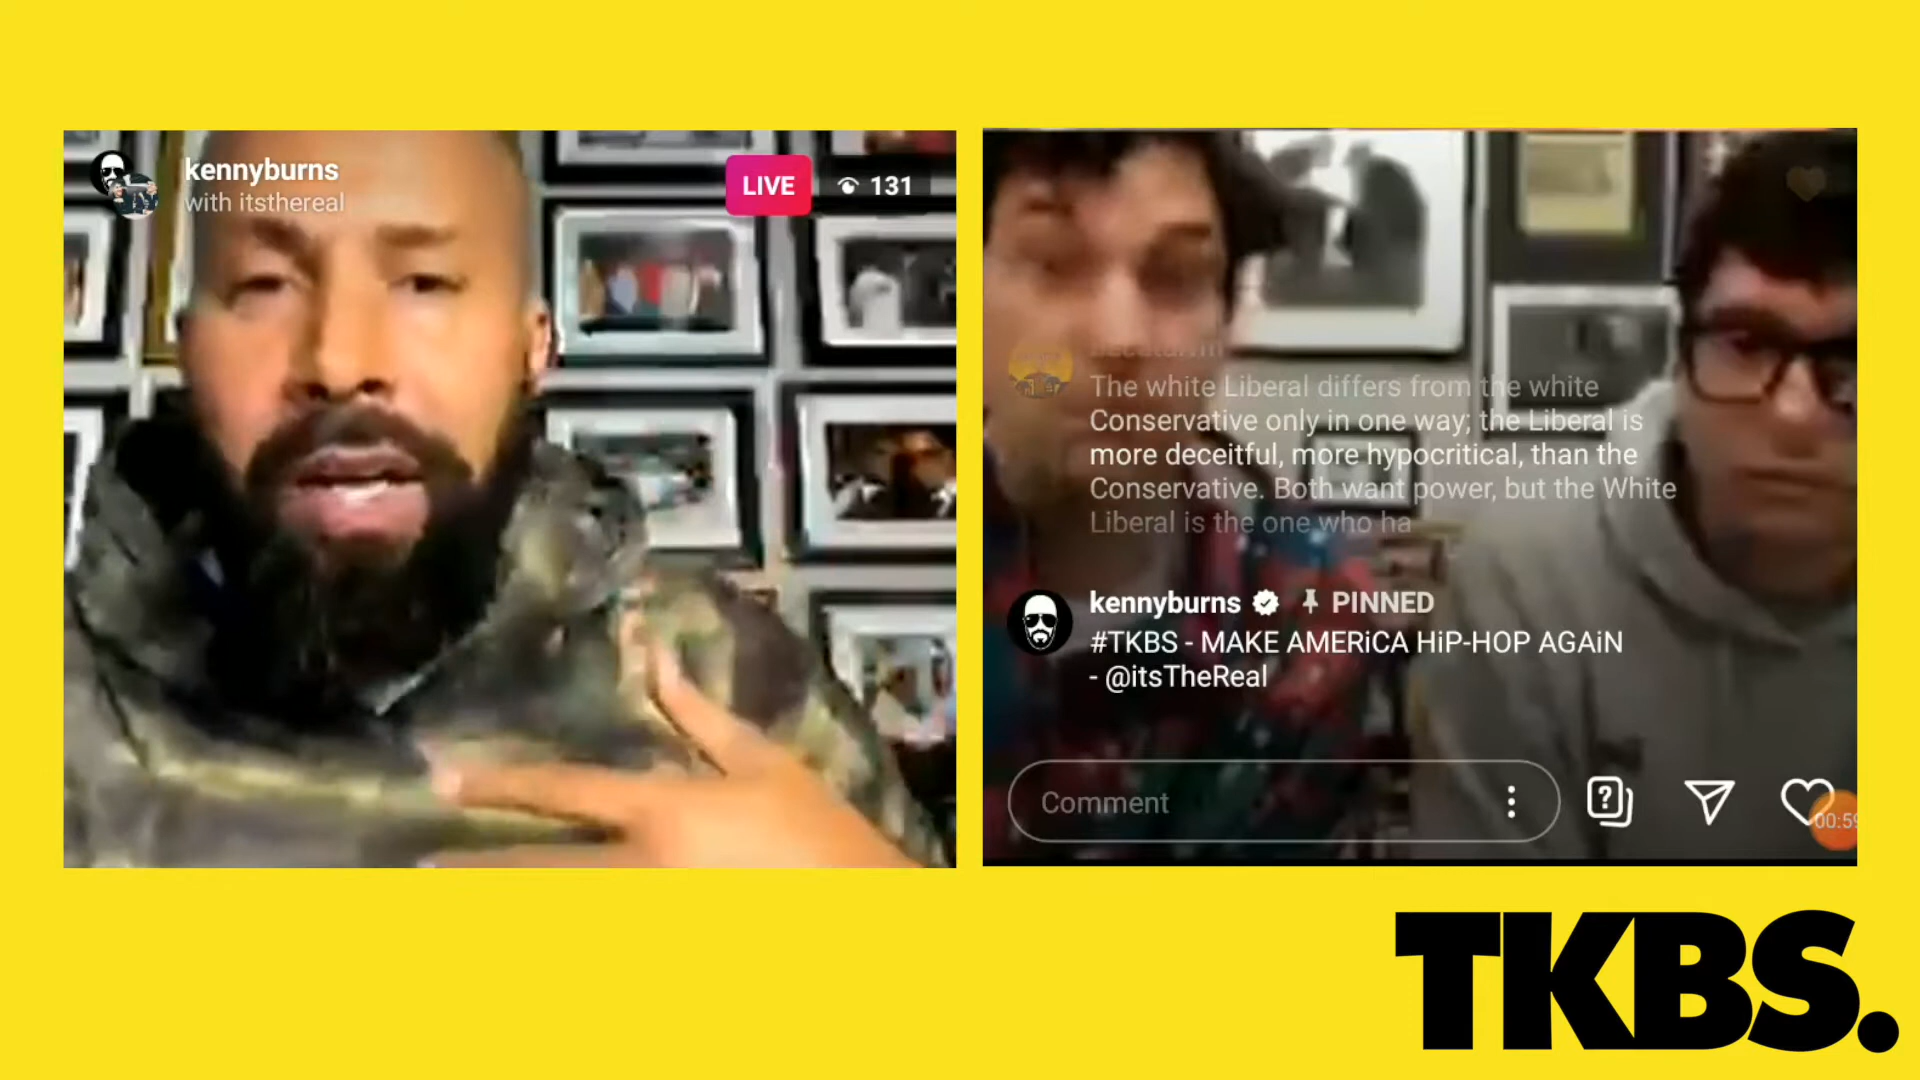 kennyburns
with itsthereal
LIVE
131
The white Liberal differs from the white
Conservative only in one way; the Liberal is
more deceitful, more hypocritical, than the
Conservative. Both want power, but the White
Liberal is the one who ha
kennyburns PINNED
#TKBS - MAKE AMERiCA HiP-HOP AGAiN
- @itsTheReal
Comment
00:59
TKBS.